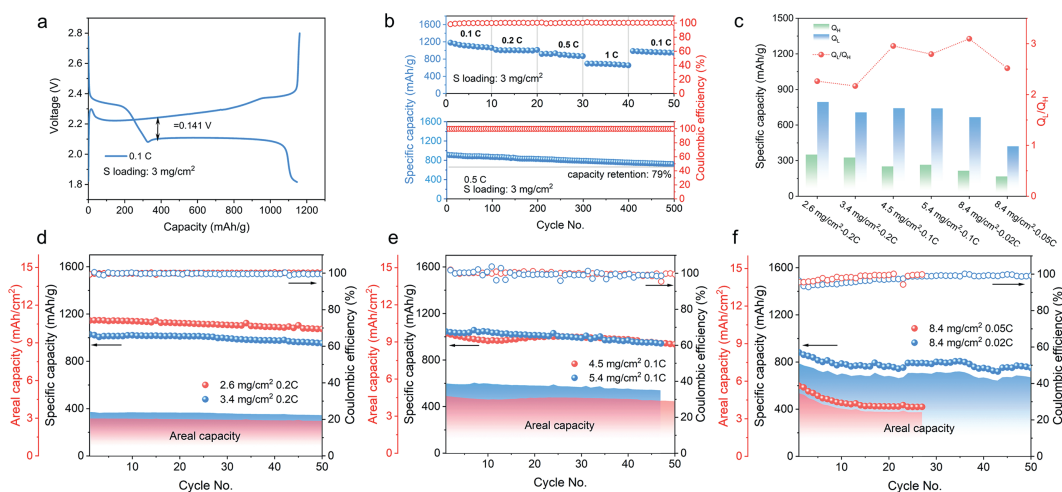 a
2.8
2.6
2.4
2.2
2.0
1.8
Voltage (V)
=0.141 V
0.1 C
S loading: 3 mg/cm²
0 200 400 600 800 1000 1200
Capacity (mAh/g)
b
Specific capacity (mAh/g)
Coulombic efficiency (%)
1600
1200
800
400
0
100
80
60
40
20
0
0.1 C 0.2 C 0.5 C 1 C 0.1 C
S loading: 3 mg/cm²
0 10 20 30 40 50
1600
1200
800
400
0
100
80
60
40
20
0
0.5 C
S loading: 3 mg/cm²
capacity retention: 79%
0 100 200 300 400 500
Cycle No.
c
Q_H
Q_L
Q_L/Q_H
1500
1200
900
600
300
0
Specific capacity (mAh/g)
3
2
1
0
Q_L/Q_H
2.6 mg/cm²-0.2C
3.4 mg/cm²-0.2C
4.5 mg/cm²-0.1C
5.4 mg/cm²-0.1C
8.4 mg/cm²-0.02C
8.4 mg/cm²-0.05C
d
Areal capacity (mAh/cm²)
15
12
9
6
3
0
Specific capacity (mAh/g)
1600
1200
800
400
0
2.6 mg/cm² 0.2C
3.4 mg/cm² 0.2C
Areal capacity
100
80
60
40
20
0
Coulombic efficiency (%)
0 10 20 30 40 50
Cycle No.
e
Areal capacity (mAh/cm²)
15
12
9
6
3
0
Specific capacity (mAh/g)
1600
1200
800
400
0
4.5 mg/cm² 0.1C
5.4 mg/cm² 0.1C
Areal capacity
100
80
60
40
20
0
Coulombic efficiency (%)
0 10 20 30 40 50
Cycle No.
f
Areal capacity (mAh/cm²)
15
12
9
6
3
0
Specific capacity (mAh/g)
1600
1200
800
400
0
8.4 mg/cm² 0.05C
8.4 mg/cm² 0.02C
Areal capacity
100
80
60
40
20
0
Coulombic efficiency (%)
0 10 20 30 40 50
Cycle No.